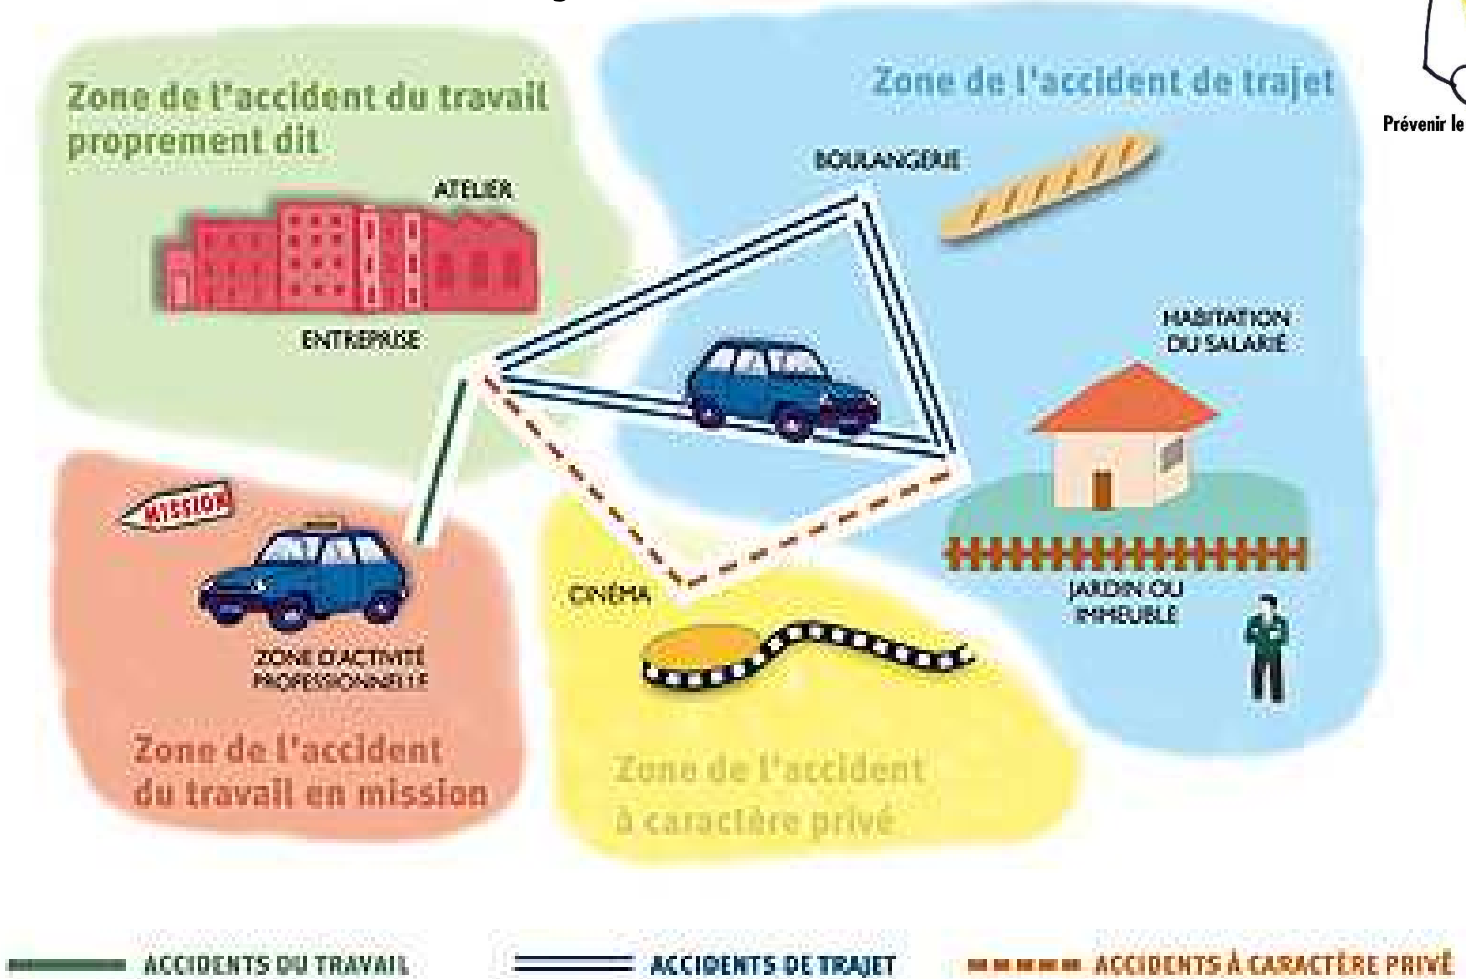 Zone de l'accident du travail
proprement dit
ATELIER
ENTREPRISE
Zone de l'accident de trajet
BOULANGERIE
HABITATION
DU SALARIÉ
JARDIN OU
IMMEUBLE
Prévenir le
MISSION
ZONE D'ACTIVITÉ
PROFESSIONNELLE
Zone de l'accident
du travail en mission
CINÉMA
Zone de l'accident
à caractère privé
ACCIDENTS DU TRAVAIL
ACCIDENTS DE TRAJET
ACCIDENTS À CARACTÈRE PRIVÉ